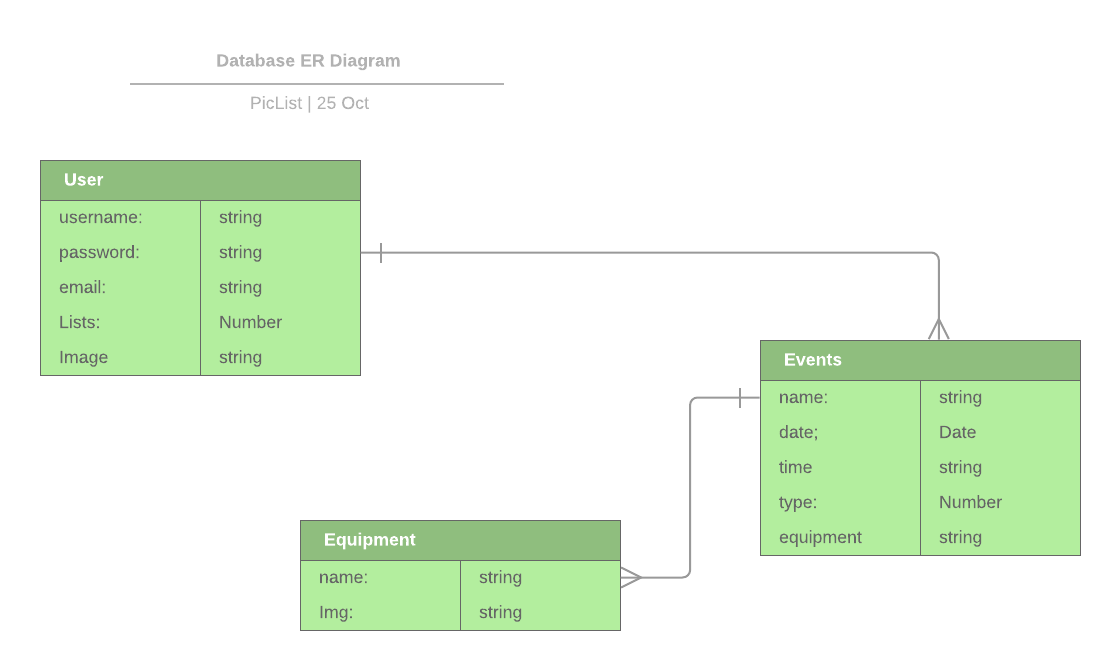 Database ER Diagram
PicList | 25 Oct
User
username: string
password: string
email: string
Lists: Number
Image string
Events
name: string
date; Date
time string
type: Number
equipment string
Equipment
name: string
Img: string